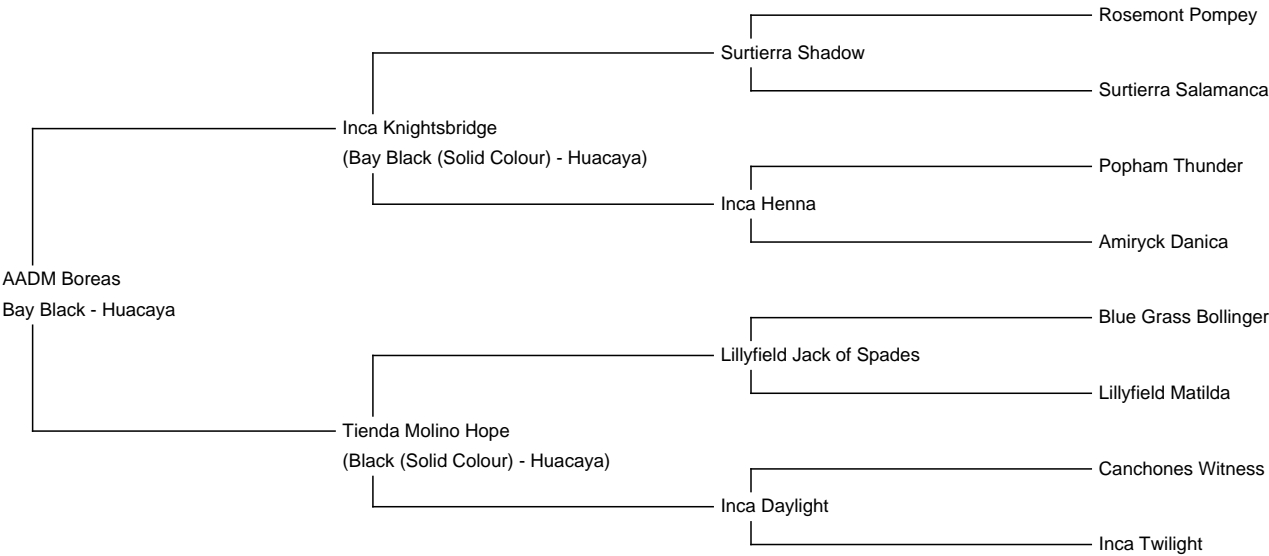 Rosemont Pompey
Surtierra Shadow
Surtierra Salamanca
Inca Knightsbridge
(Bay Black (Solid Colour) - Huacaya)
Popham Thunder
Inca Henna
Amiryck Danica
AADM Boreas
Bay Black - Huacaya
Blue Grass Bollinger
Lillyfield Jack of Spades
Lillyfield Matilda
Tienda Molino Hope
(Black (Solid Colour) - Huacaya)
Canchones Witness
Inca Daylight
Inca Twilight